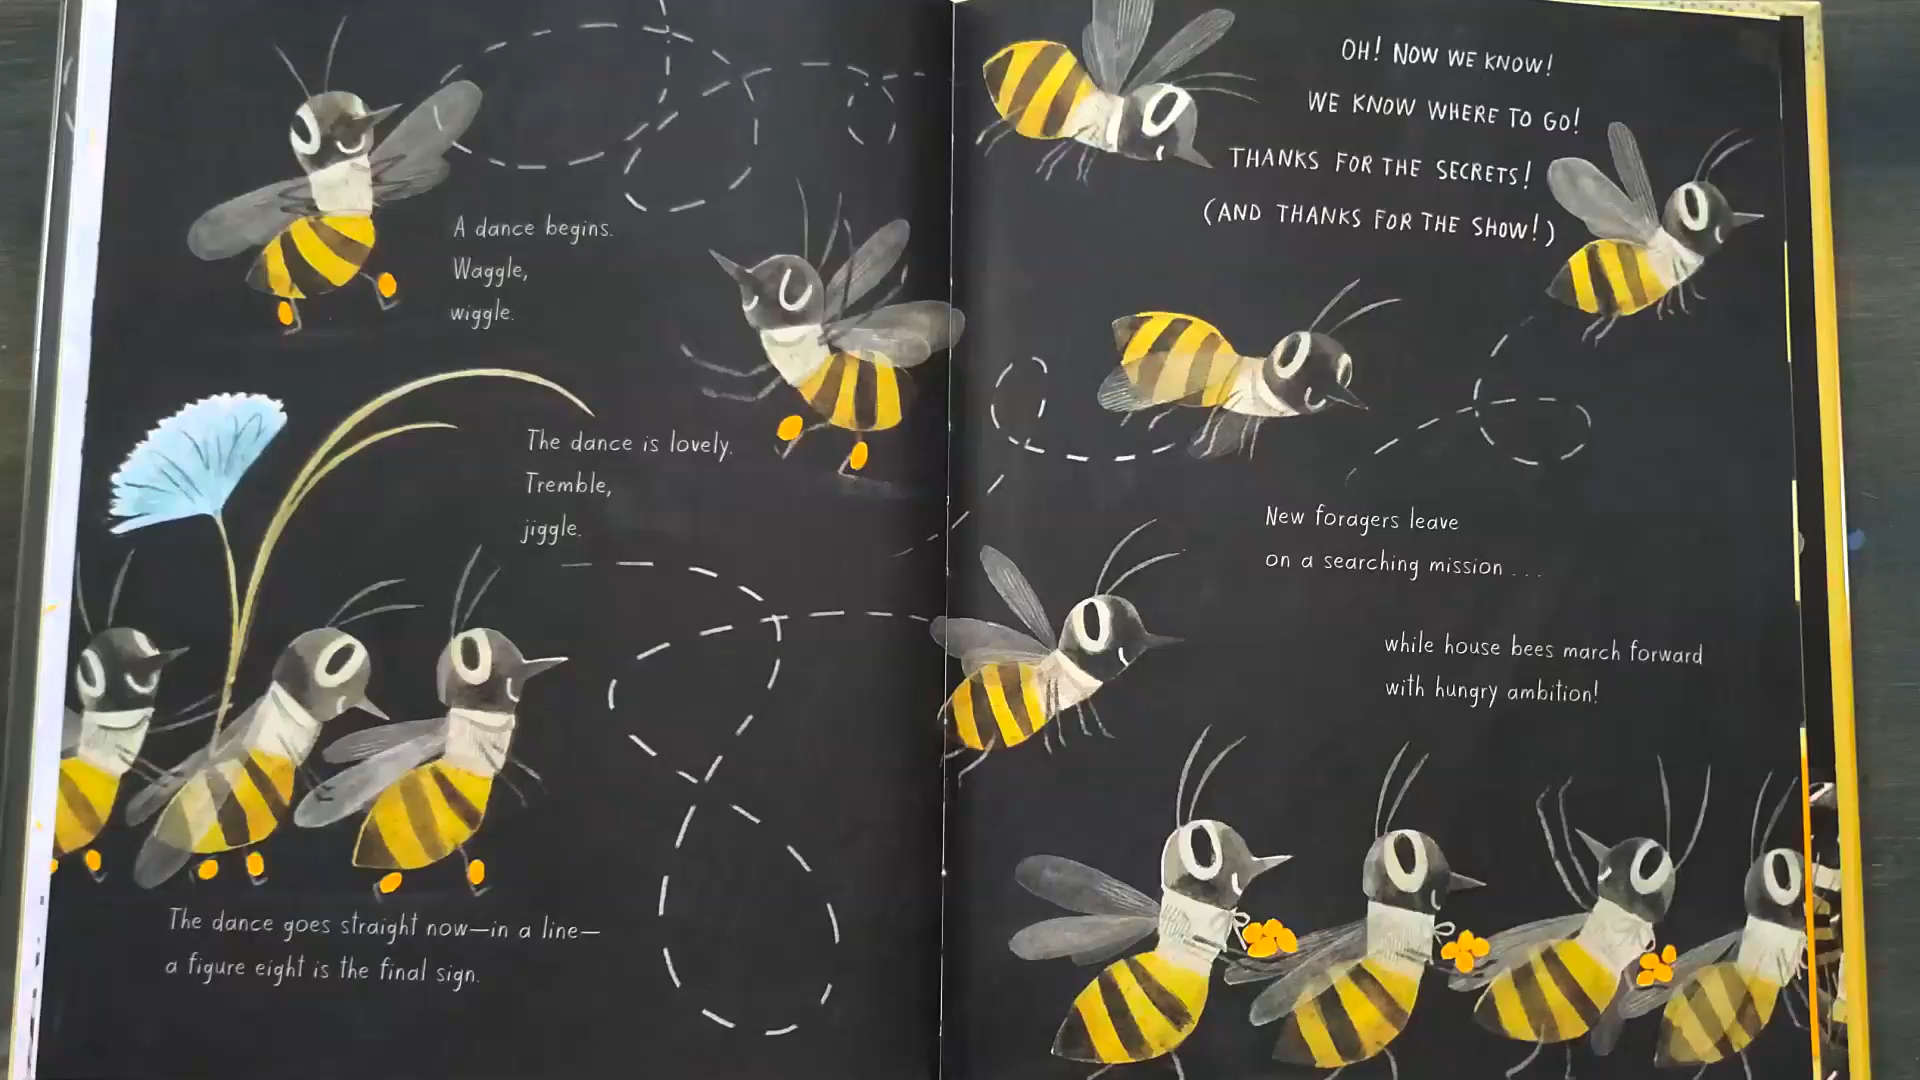 A dance begins.
Waggle,
wiggle.
The dance is lovely.
Tremble,
jiggle.
The dance goes straight now—in a line—
a figure eight is the final sign.
OH! NOW WE KNOW!
WE KNOW WHERE TO GO!
THANKS FOR THE SECRETS!
(AND THANKS FOR THE SHOW!)
New foragers leave
on a searching mission . . .
while house bees march forward
with hungry ambition!